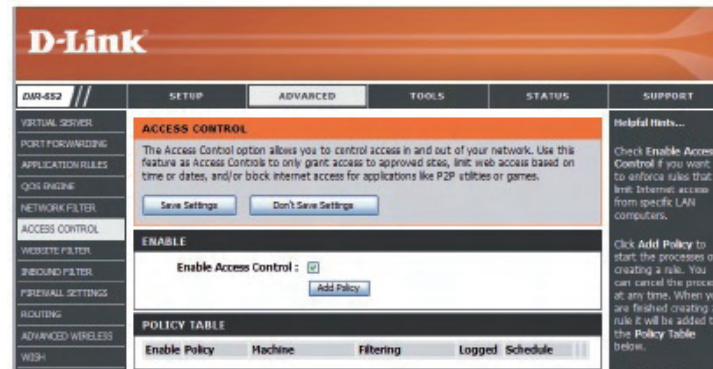 D-Link
DIR-652
SETUP
ADVANCED
TOOLS
STATUS
SUPPORT
VIRTUAL SERVER
PORT FORWARDING
APPLICATION RULES
QOS ENGINE
NETWORK FILTER
ACCESS CONTROL
WEBSITE FILTER
INBOUND FILTER
FIREWALL SETTINGS
ROUTING
ADVANCED WIRELESS
WISH
ACCESS CONTROL
The Access Control option allows you to control access in and out of your network. Use this
feature as Access Controls to only grant access to approved sites, limit web access based on
time or dates, and/or block internet access for applications like P2P utilities or games.
Save Settings
Don't Save Settings
ENABLE
Enable Access Control :
Add Policy
POLICY TABLE
Enable Policy Machine Filtering Logged Schedule
Helpful Hints...
Check Enable Access
Control if you want
to enforce rules that
limit Internet access
from specific LAN
computers.
Click Add Policy to
start the processes o
creating a rule. You
can cancel the proce
at any time. When yo
are finished creating a
rule it will be added t
the Policy Table
below.